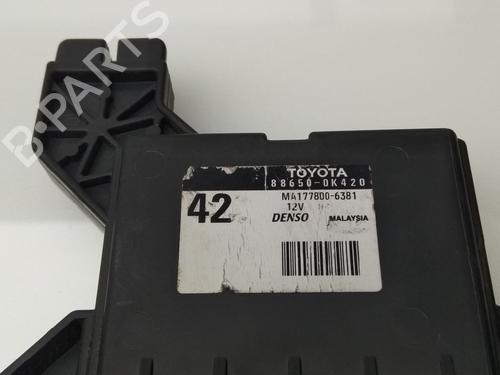 B-PARTS
TOYOTA
88650-0K420
42
MA177800-6381
12V
DENSO
MALAYSIA